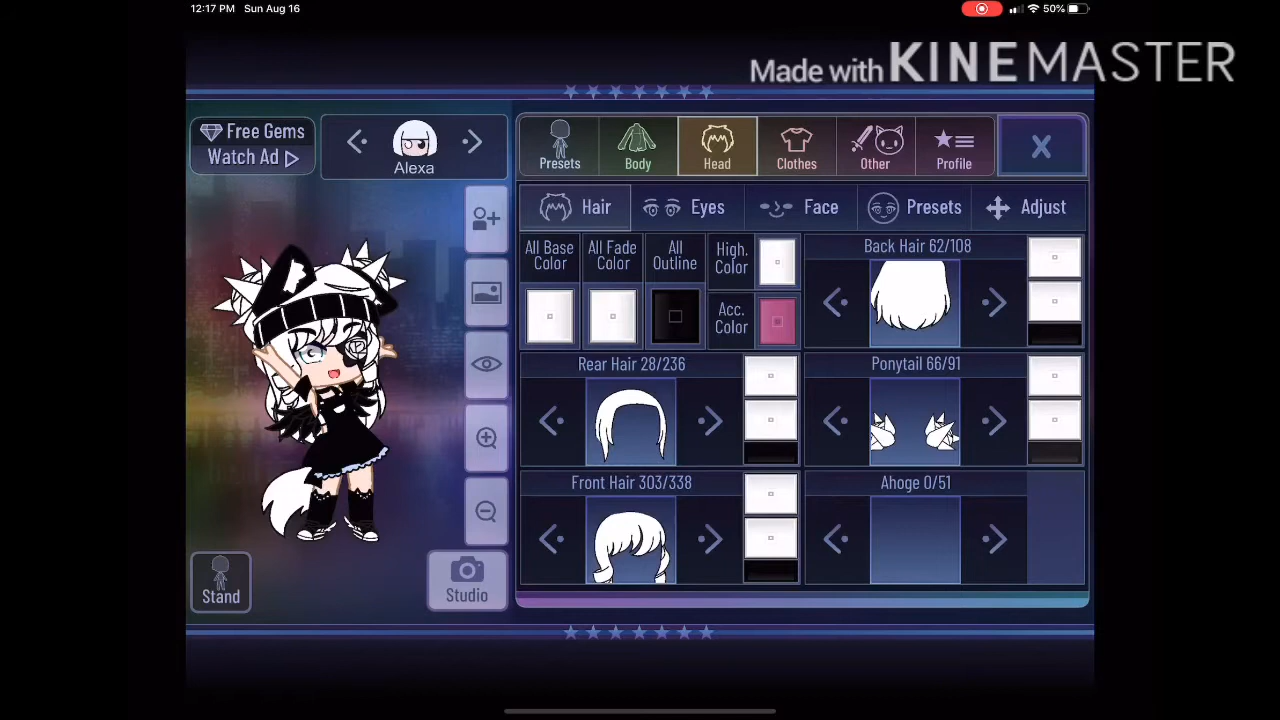 12:17 PM Sun Aug 16
50%
Made with KINEMASTER
Free Gems
Watch Ad
Alexa
Presets
Body
Head
Clothes
Other
Profile
X
Hair
Eyes
Face
Presets
Adjust
All Base
Color
All Fade
Color
All
Outline
High.
Color
Acc.
Color
Back Hair 62/108
Rear Hair 28/236
Ponytail 66/91
Front Hair 303/338
Ahoge 0/51
Stand
Studio